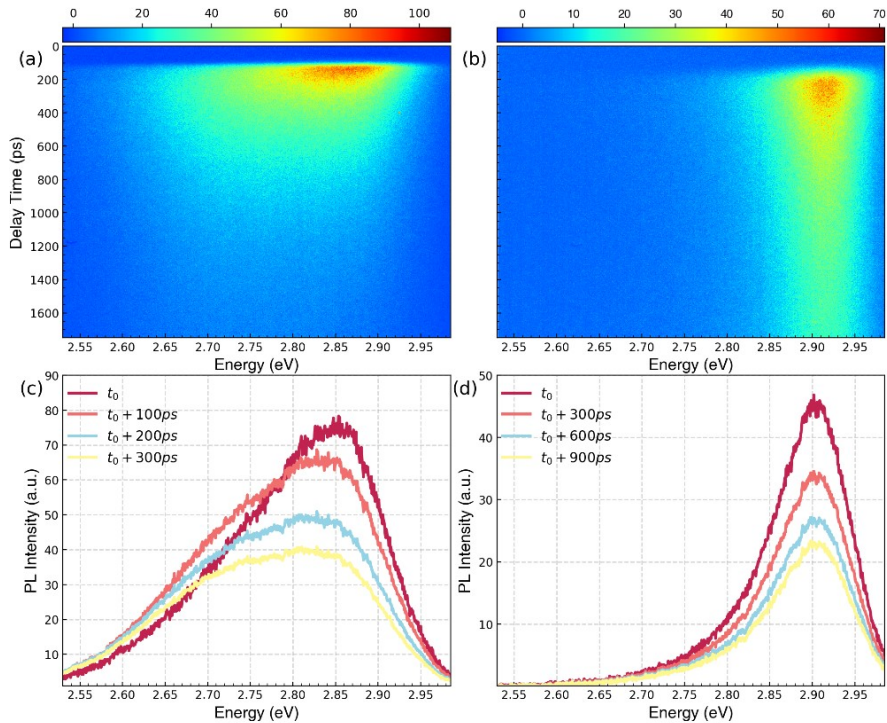 0 20 40 60 80 100
0 10 20 30 40 50 60 70
(a)
(b)
0
200
400
600
800
1000
1200
1400
1600
Delay Time (ps)
2.55 2.60 2.65 2.70 2.75 2.80 2.85 2.90 2.95
Energy (eV)
2.55 2.60 2.65 2.70 2.75 2.80 2.85 2.90 2.95
Energy (eV)
(c)
90
80
70
60
50
40
30
20
10
PL Intensity (a.u.)
t₀
t₀ + 100ps
t₀ + 200ps
t₀ + 300ps
2.55 2.60 2.65 2.70 2.75 2.80 2.85 2.90 2.95
Energy (eV)
(d)
50
40
30
20
10
PL Intensity (a.u.)
t₀
t₀ + 300ps
t₀ + 600ps
t₀ + 900ps
2.55 2.60 2.65 2.70 2.75 2.80 2.85 2.90 2.95
Energy (eV)